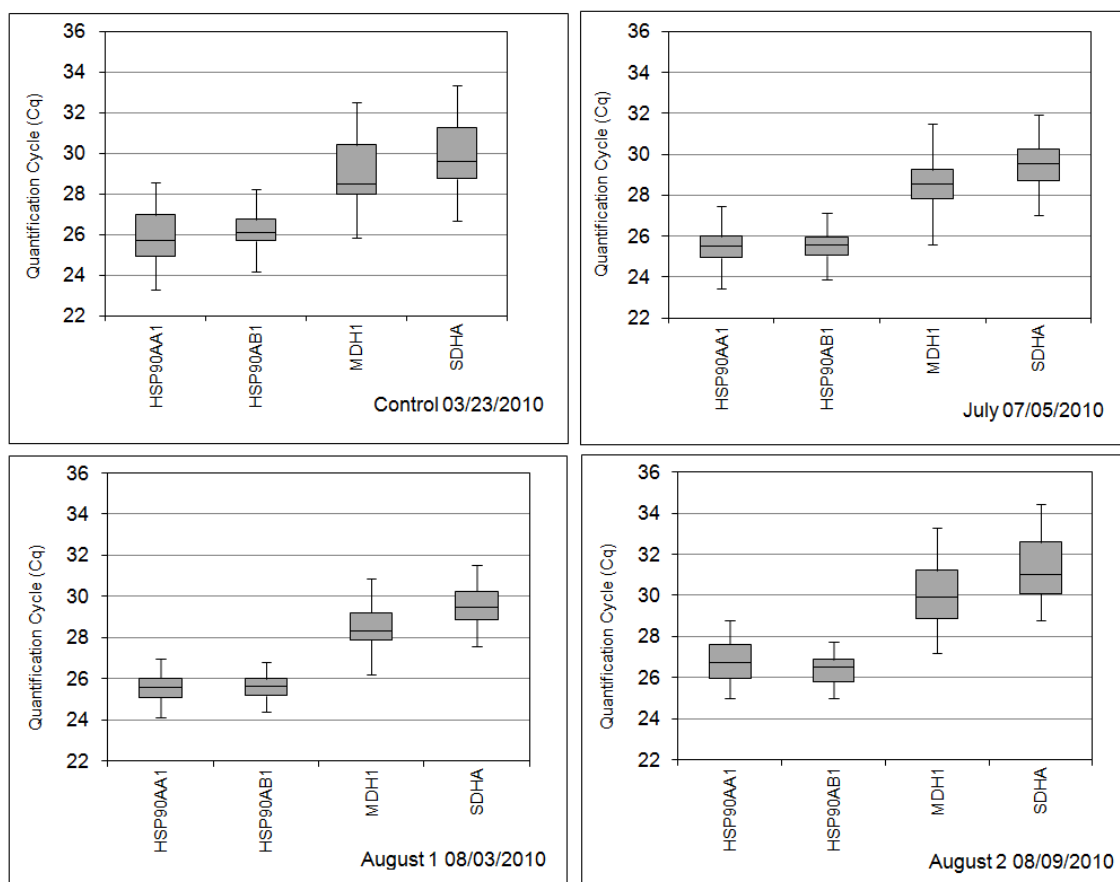 36
34
32
30
28
26
24
22
Quantification Cycle (Cq)
HSP90AA1
HSP90AB1
MDH1
SDHA
Control 03/23/2010
36
34
32
30
28
26
24
22
Quantification Cycle (Cq)
HSP90AA1
HSP90AB1
MDH1
SDHA
July 07/05/2010
36
34
32
30
28
26
24
22
Quantification Cycle (Cq)
HSP90AA1
HSP90AB1
MDH1
SDHA
August 1 08/03/2010
36
34
32
30
28
26
24
22
Quantification Cycle (Cq)
HSP90AA1
HSP90AB1
MDH1
SDHA
August 2 08/09/2010